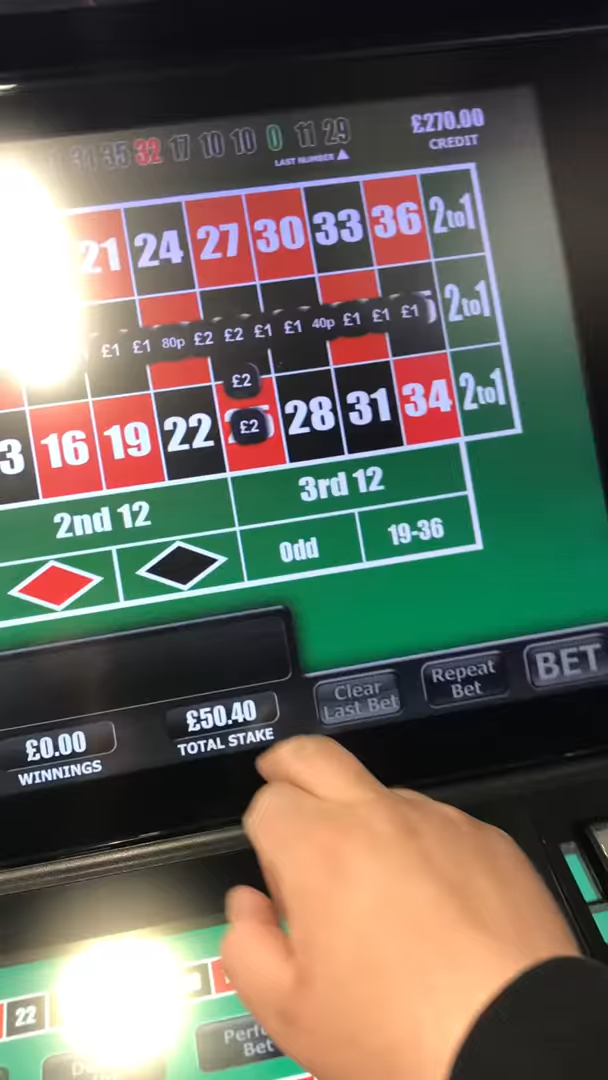 34 35 32 17 10 10 0 11 29
LAST NUMBER
£270.00
CREDIT
21 24 27 30 33 36 2to1
£1 £1 80p £2 £2 £1 £1 40p £1 £1 £1 2to1
£2
16 19 22 £2 28 31 34 2to1
2nd 12 3rd 12
Odd 19-36
£0.00
WINNINGS
£50.40
TOTAL STAKE
Clear
Last Bet
Repeat
Bet
BET
22
Bet